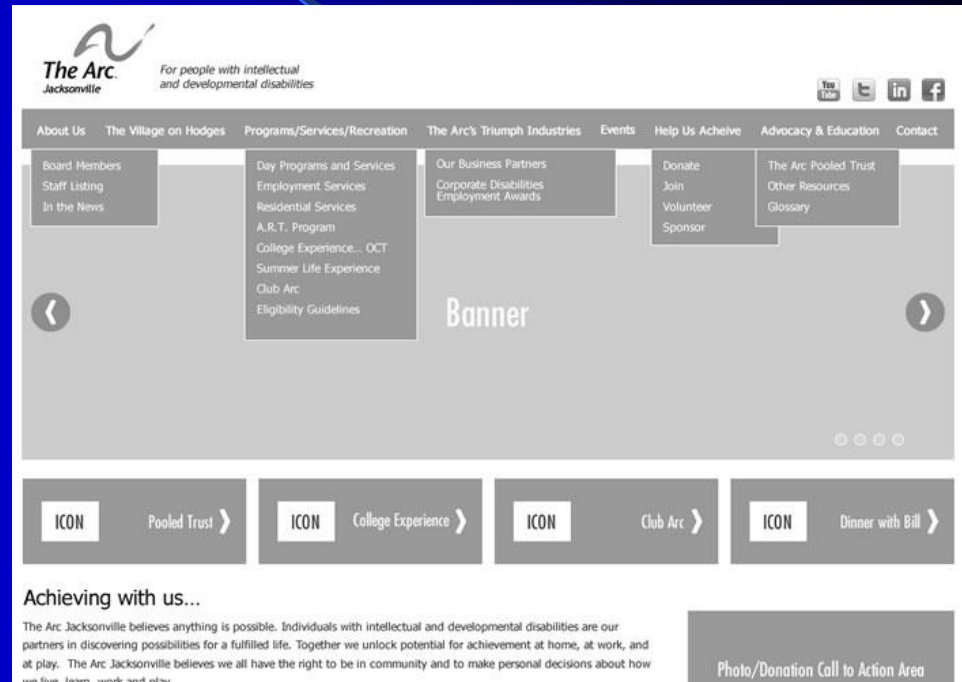 The Arc
Jacksonville
For people with intellectual
and developmental disabilities
You
Tube
t
in
f
About Us
The Village on Hodges
Programs/Services/Recreation
The Arc's Triumph Industries
Events
Help Us Acheive
Advocacy & Education
Contact
Board Members
Staff Listing
In the News
Day Programs and Services
Employment Services
Residential Services
A.R.T. Program
College Experience... OCT
Summer Life Experience
Club Arc
Eligibility Guidelines
Our Business Partners
Corporate Disabilities
Employment Awards
Donate
Join
Volunteer
Sponsor
The Arc Pooled Trust
Other Resources
Glossary
Banner
ICON
Pooled Trust
ICON
College Experience
ICON
Club Arc
ICON
Dinner with Bill
Achieving with us...
The Arc Jacksonville believes anything is possible. Individuals with intellectual and developmental disabilities are our
partners in discovering possibilities for a fulfilled life. Together we unlock potential for achievement at home, at work, and
at play. The Arc Jacksonville believes we all have the right to be in community and to make personal decisions about how
we live, learn, work and play.
Photo/Donation Call to Action Area